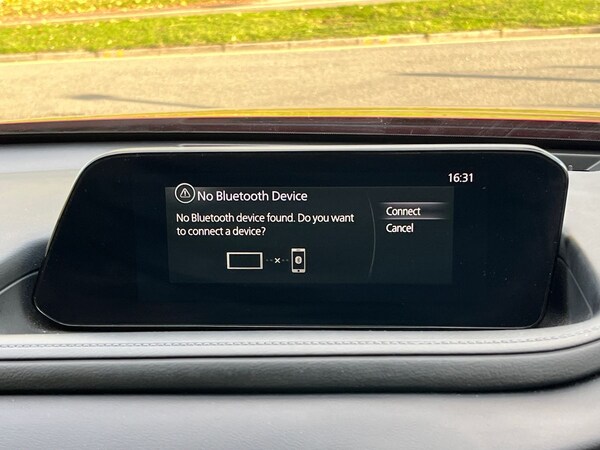 16:31
No Bluetooth Device
No Bluetooth device found. Do you want
to connect a device?
Connect
Cancel